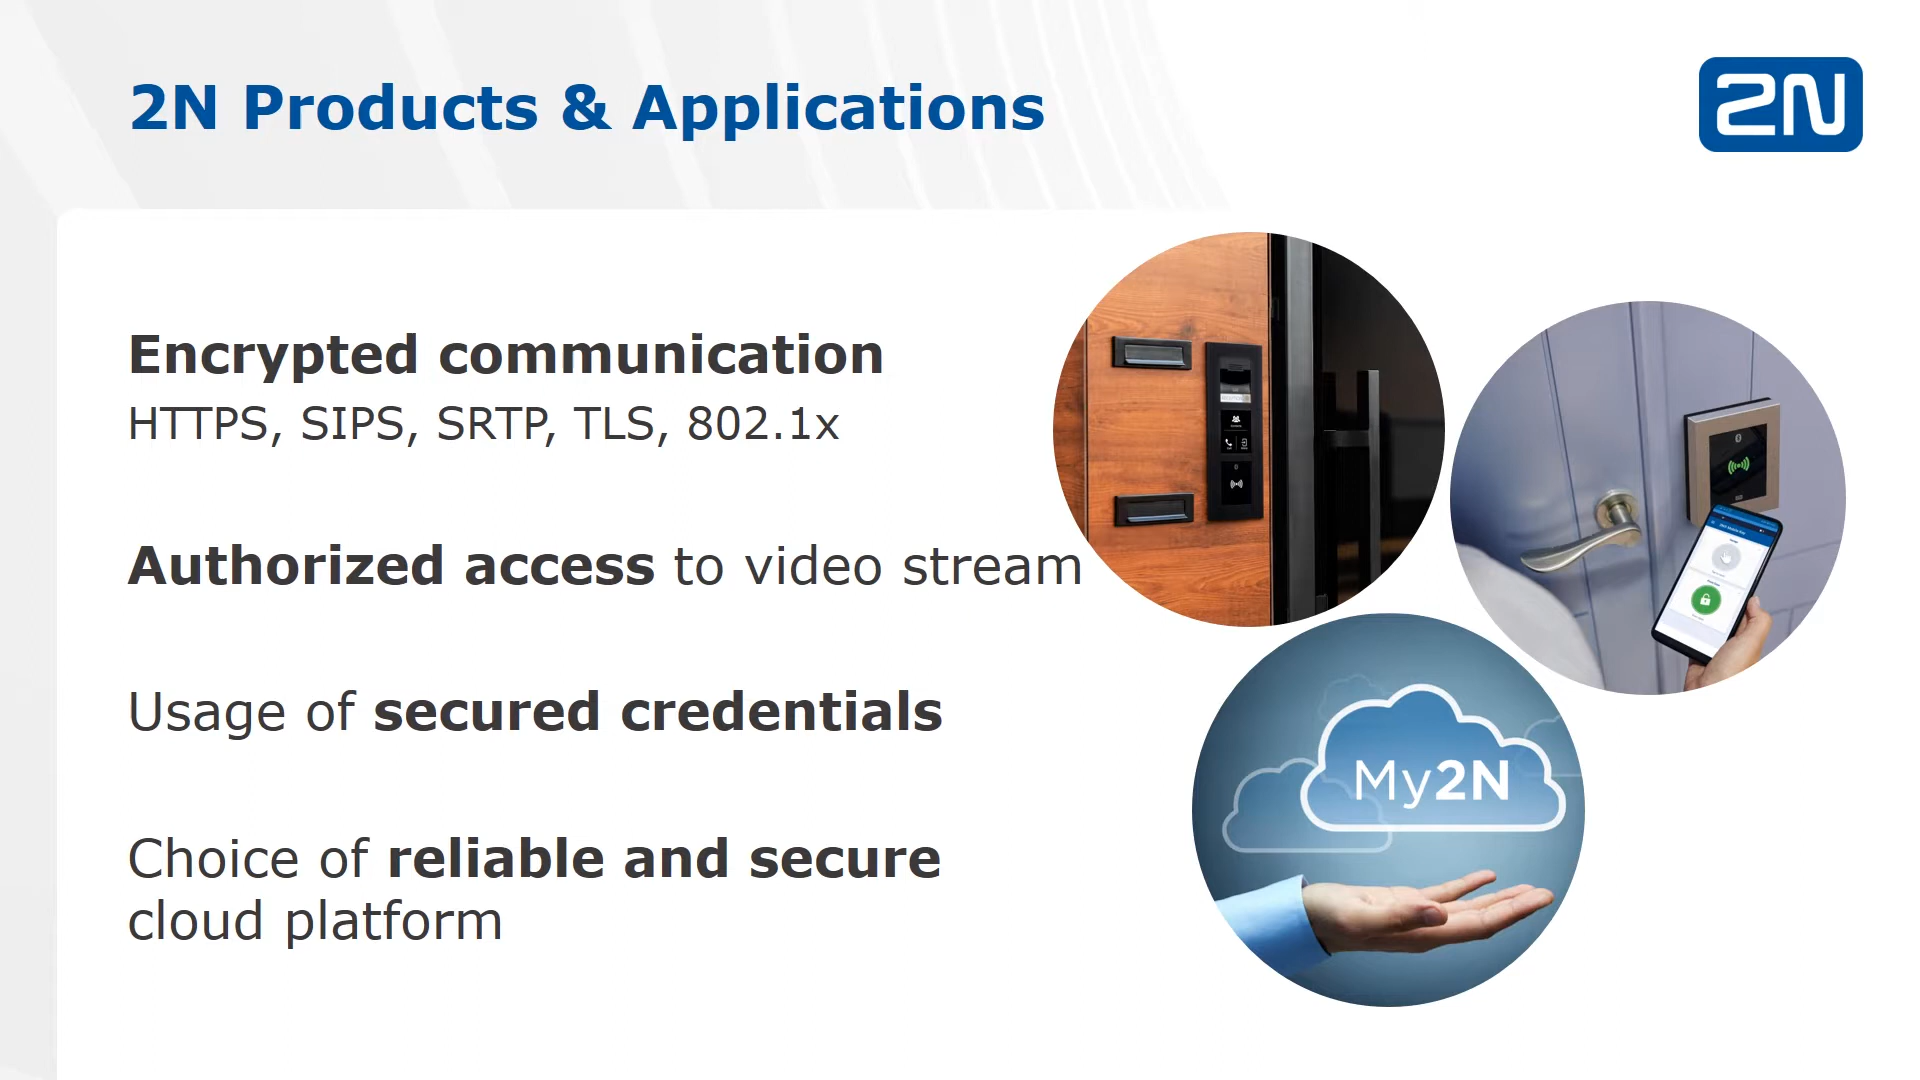 2N Products & Applications
2N
Encrypted communication
HTTPS, SIPS, SRTP, TLS, 802.1x
Authorized access to video stream
Usage of secured credentials
Choice of reliable and secure
cloud platform
My2N